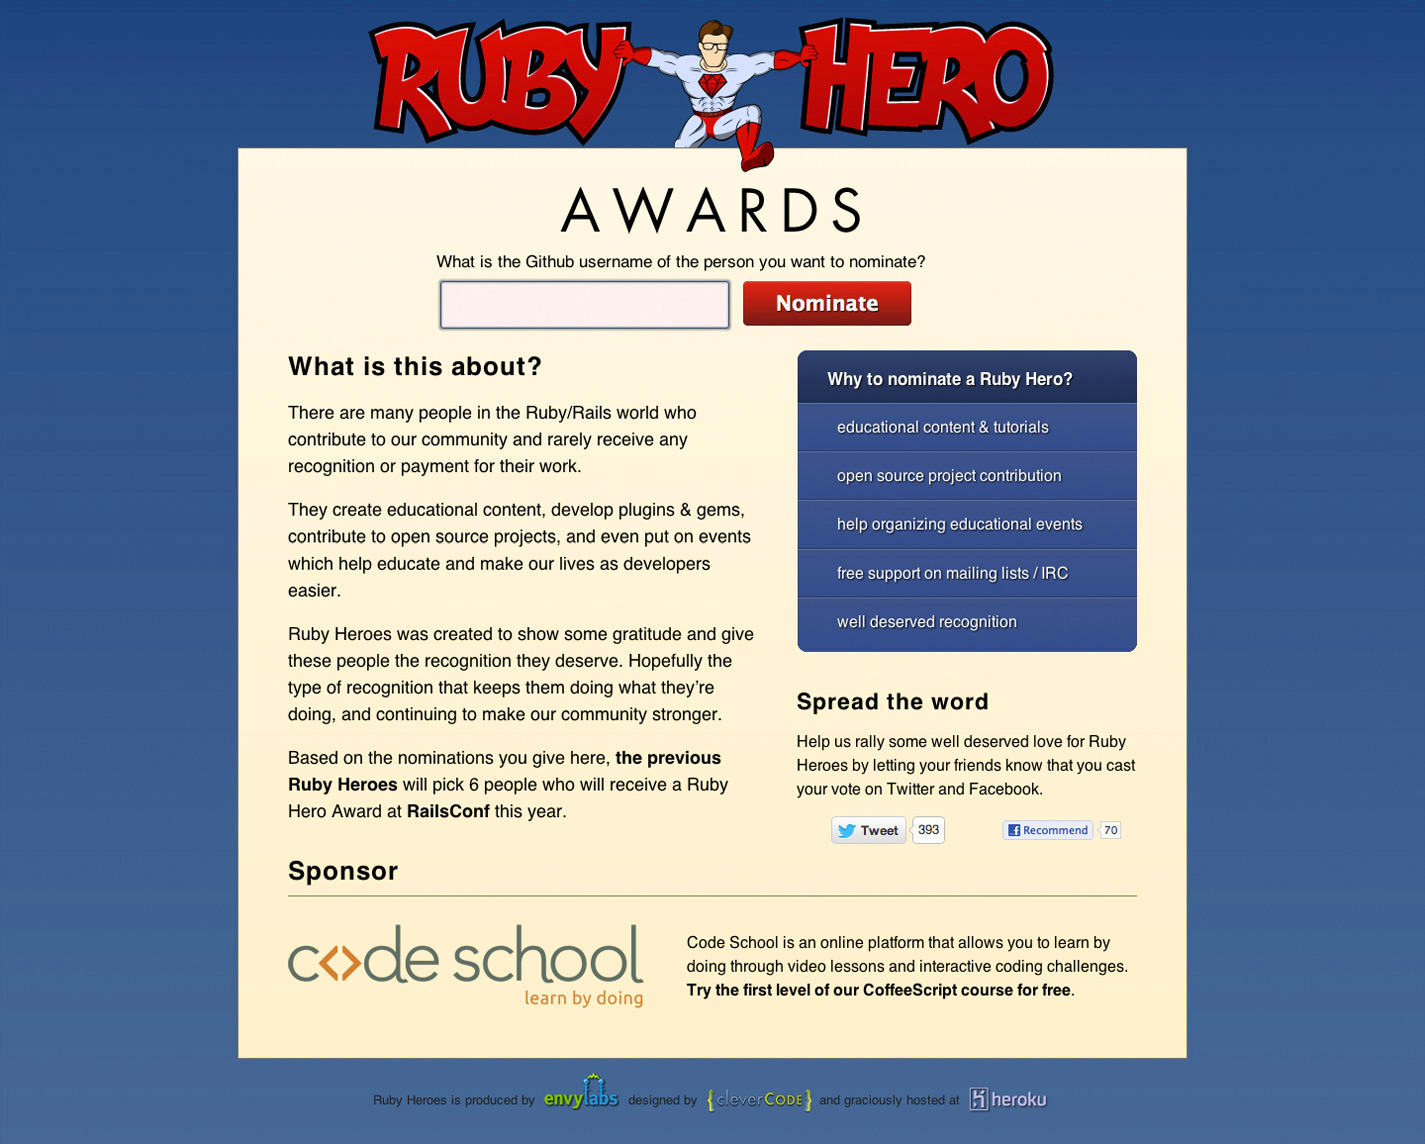 RUBY HERO
AWARDS
What is the Github username of the person you want to nominate?
Nominate
What is this about?
There are many people in the Ruby/Rails world who
contribute to our community and rarely receive any
recognition or payment for their work.
They create educational content, develop plugins & gems,
contribute to open source projects, and even put on events
which help educate and make our lives as developers
easier.
Ruby Heroes was created to show some gratitude and give
these people the recognition they deserve. Hopefully the
type of recognition that keeps them doing what they're
doing, and continuing to make our community stronger.
Based on the nominations you give here, the previous
Ruby Heroes will pick 6 people who will receive a Ruby
Hero Award at RailsConf this year.
Why to nominate a Ruby Hero?
educational content & tutorials
open source project contribution
help organizing educational events
free support on mailing lists / IRC
well deserved recognition
Spread the word
Help us rally some well deserved love for Ruby
Heroes by letting your friends know that you cast
your vote on Twitter and Facebook.
Tweet 393 Recommend 70
Sponsor
code school
learn by doing
Code School is an online platform that allows you to learn by
doing through video lessons and interactive coding challenges.
Try the first level of our CoffeeScript course for free.
Ruby Heroes is produced by envylabs designed by {cleverCODE} and graciously hosted at heroku